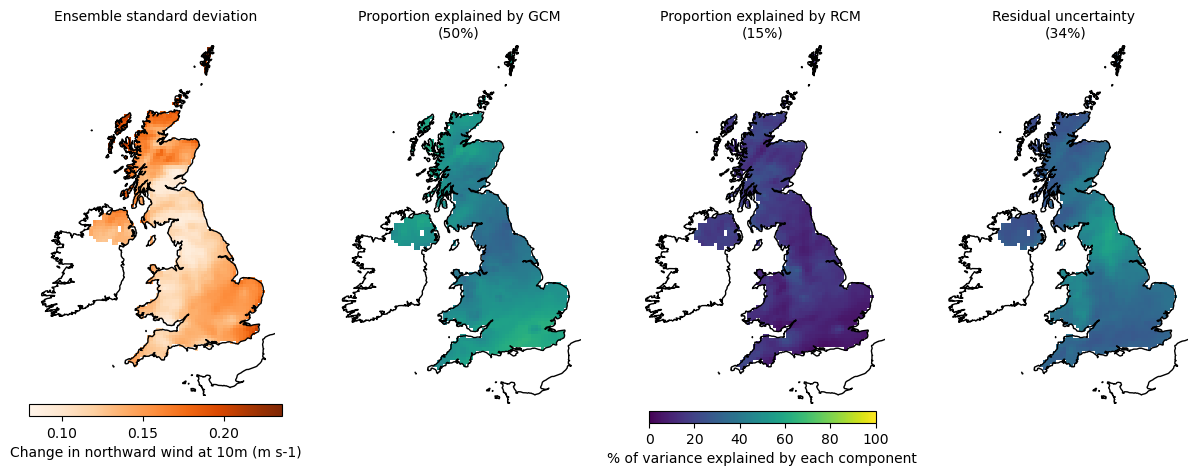 Ensemble standard deviation
Proportion explained by GCM
(50%)
Proportion explained by RCM
(15%)
Residual uncertainty
(34%)
0.10 0.15 0.20
Change in northward wind at 10m (m s-1)
0 20 40 60 80 100
% of variance explained by each component